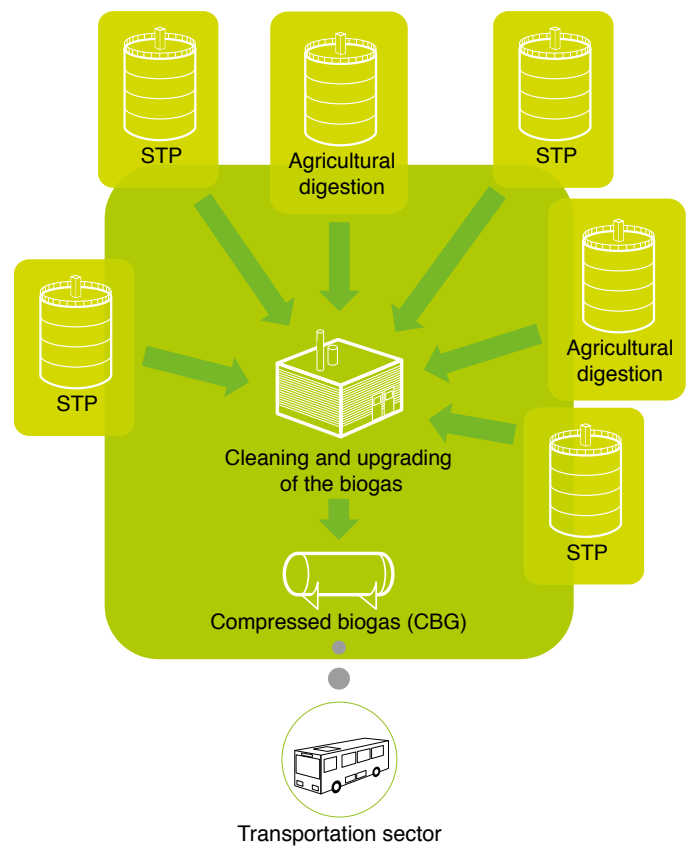 STP
Agricultural
digestion
STP
STP
Agricultural
digestion
STP
Cleaning and upgrading
of the biogas
Compressed biogas (CBG)
Transportation sector